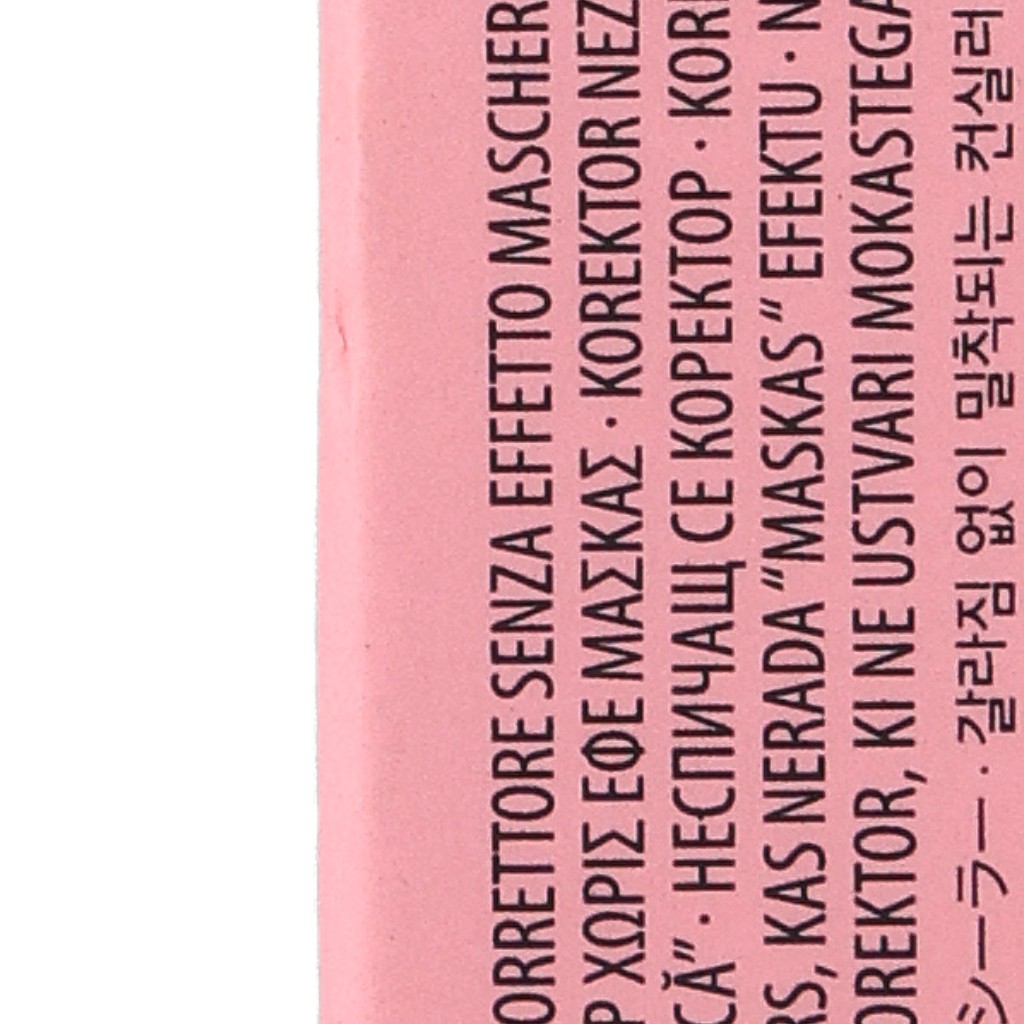 ORRETTORE SENZA EFFETTO MASCHER
Ρ ΧΩΡΙΣ ΕΦΕ ΜΑΣΚΑΣ · KOREKTOR NEZ
CĂ” · НЕСПИЧАЩ СЕ КОРЕКТОР · KOR
RS, KAS NERADA “MASKAS” EFEKTU · N
OREKTOR, KI NE USTVARI MOKASTEGA
シーラー · 갈라짐 없이 밀착되는 컨실러